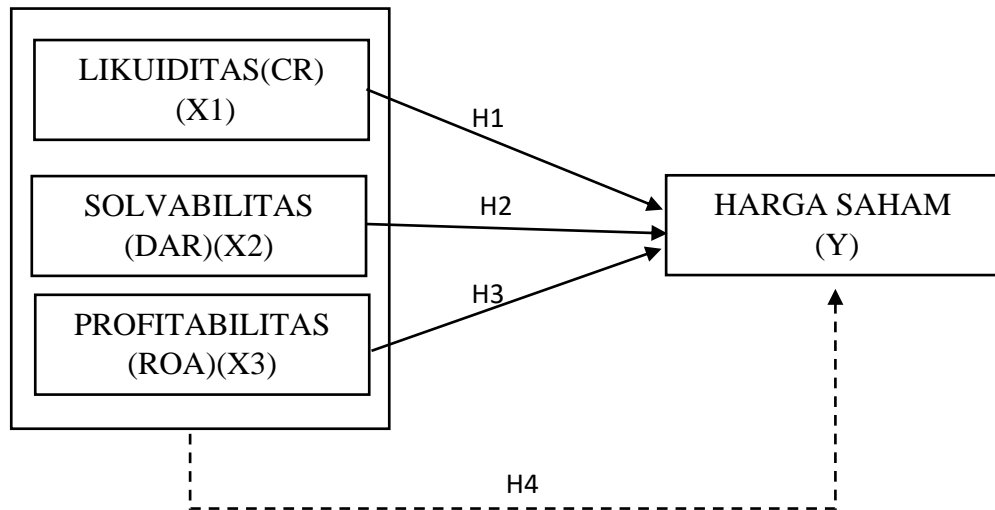 LIKUIDITAS(CR)
(X1)
H1
SOLVABILITAS
(DAR)(X2)
H2
HARGA SAHAM
(Y)
H3
PROFITABILITAS
(ROA)(X3)
H4